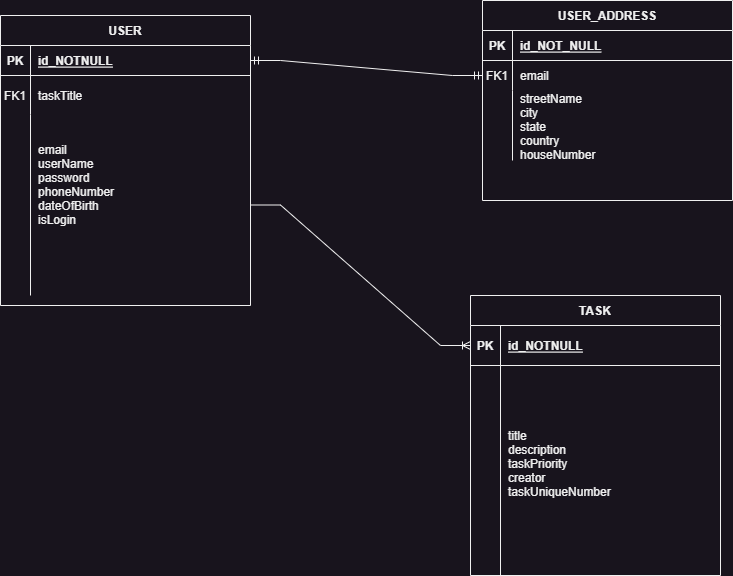 USER
PK id_NOTNULL
FK1 taskTitle
email
userName
password
phoneNumber
dateOfBirth
isLogin
USER_ADDRESS
PK id_NOT_NULL
FK1 email
streetName
city
state
country
houseNumber
TASK
PK id_NOTNULL
title
description
taskPriority
creator
taskUniqueNumber